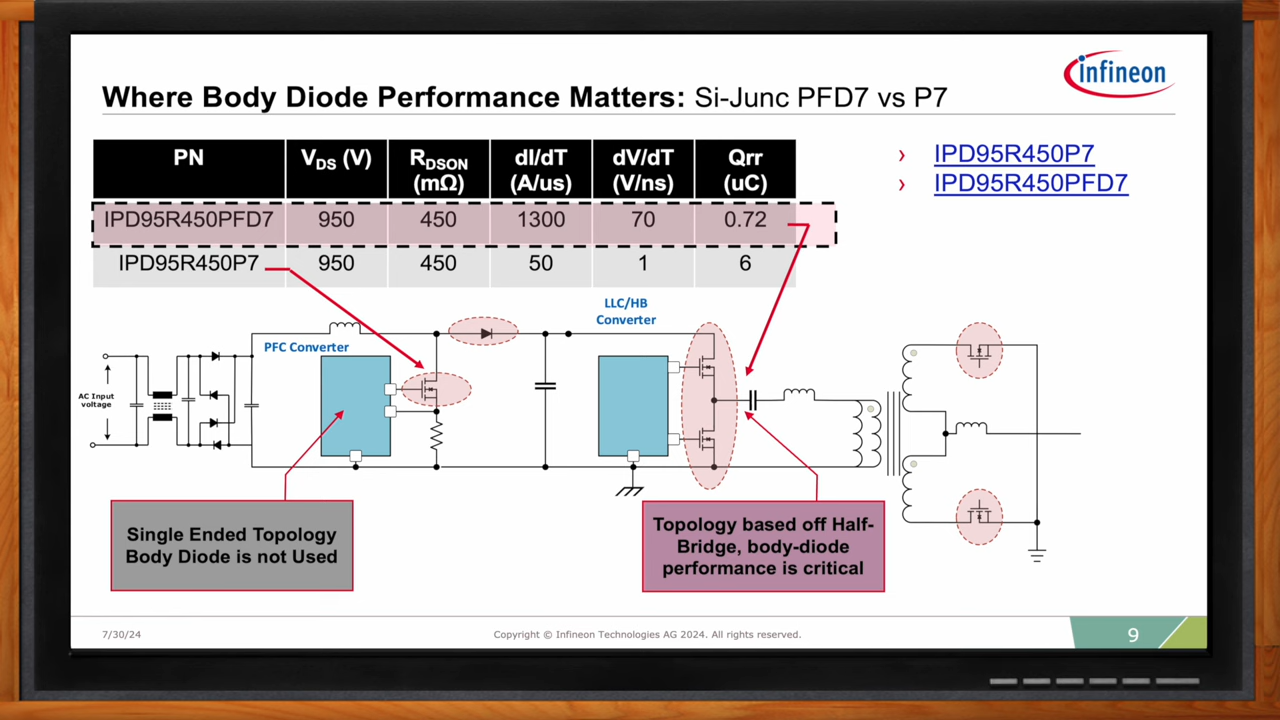 infineon
Where Body Diode Performance Matters: Si-Junc PFD7 vs P7
PN VDS (V) RDSON (mΩ) dI/dT (A/us) dV/dT (V/ns) Qrr (uC)
IPD95R450PFD7 950 450 1300 70 0.72
IPD95R450P7 950 450 50 1 6
› IPD95R450P7
› IPD95R450PFD7
LLC/HB
Converter
PFC Converter
AC Input
voltage
Single Ended Topology
Body Diode is not Used
Topology based off Half-
Bridge, body-diode
performance is critical
7/30/24
Copyright © Infineon Technologies AG 2024. All rights reserved.
9